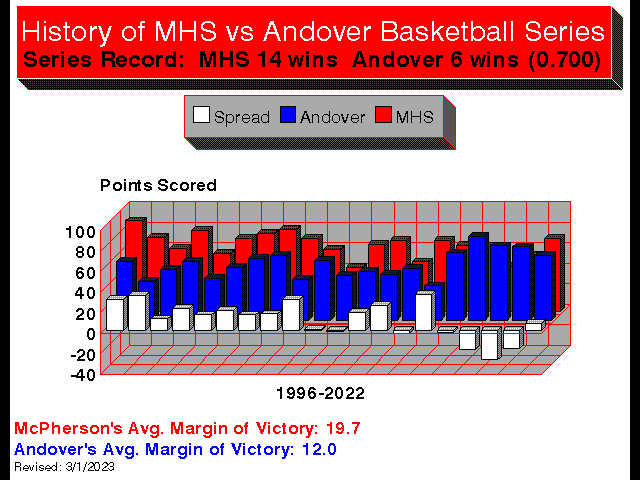 History of MHS vs Andover Basketball Series
Series Record: MHS 14 wins Andover 6 wins (0.700)
Spread Andover MHS
Points Scored
100
80
60
40
20
0
-20
-40
1996-2022
McPherson's Avg. Margin of Victory: 19.7
Andover's Avg. Margin of Victory: 12.0
Revised: 3/1/2023